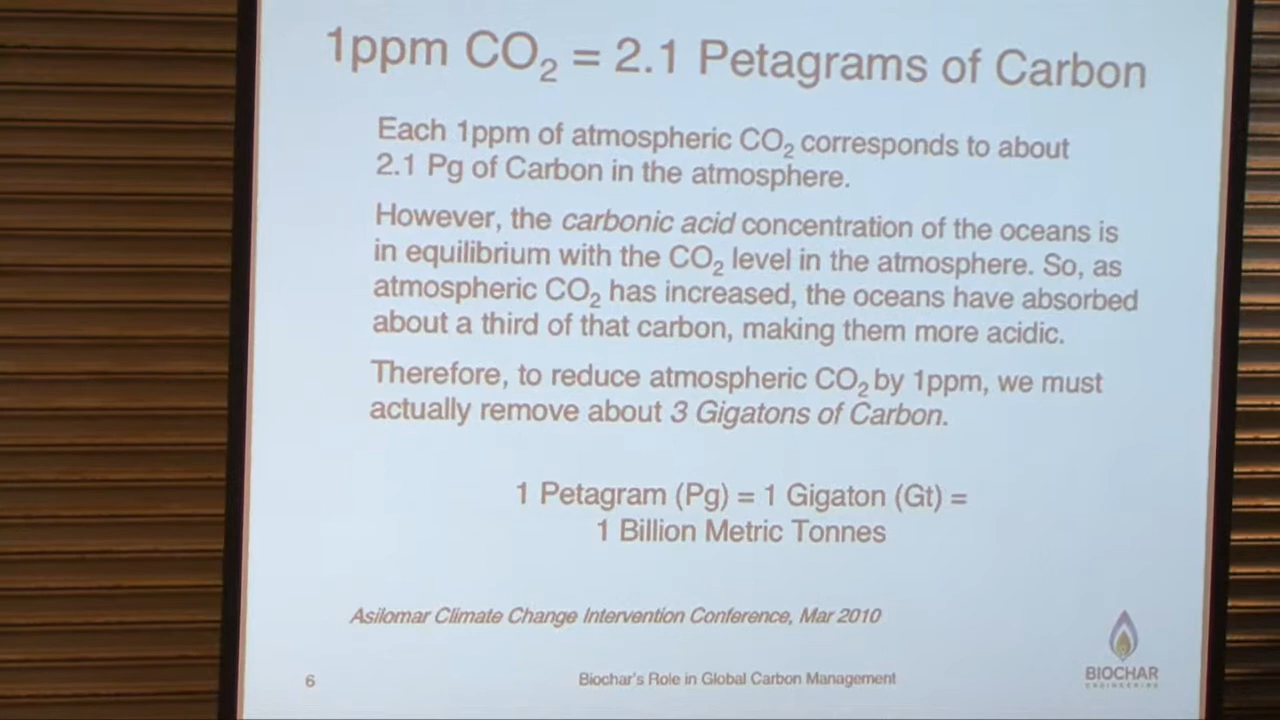 1ppm CO₂ = 2.1 Petagrams of Carbon
Each 1ppm of atmospheric CO₂ corresponds to about
2.1 Pg of Carbon in the atmosphere.
However, the carbonic acid concentration of the oceans is
in equilibrium with the CO₂ level in the atmosphere. So, as
atmospheric CO₂ has increased, the oceans have absorbed
about a third of that carbon, making them more acidic.
Therefore, to reduce atmospheric CO₂ by 1ppm, we must
actually remove about 3 Gigatons of Carbon.
1 Petagram (Pg) = 1 Gigaton (Gt) =
1 Billion Metric Tonnes
Asilomar Climate Change Intervention Conference, Mar 2010
6
Biochar's Role in Global Carbon Management
BIOCHAR
ENGINEERING